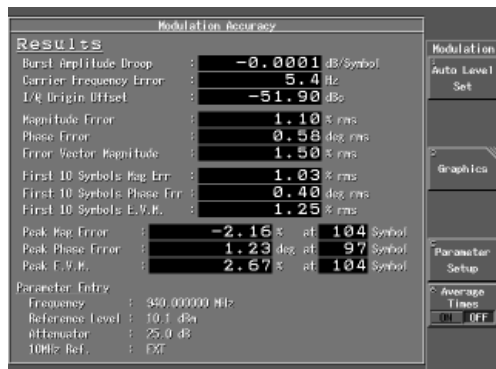 Modulation Accuracy
Results
Burst Amplitude Droop : -0.0001 dB/Symbol
Carrier Frequency Error : 5.4 Hz
I/Q Origin Offset : -51.90 dBc
Magnitude Error : 1.10 % rms
Phase Error : 0.58 deg rms
Error Vector Magnitude : 1.50 % rms
First 10 Symbols Mag Err : 1.03 % rms
First 10 Symbols Phase Err : 0.40 deg rms
First 10 Symbols E.V.M. : 1.25 % rms
Peak Mag Error : -2.16 % at 104 Symbol
Peak Phase Error : 1.23 deg at 97 Symbol
Peak E.V.M. : 2.67 % at 104 Symbol
Parameter Entry
Frequency : 940.000000 MHz
Reference Level : 10.1 dBm
Attenuator : 25.0 dB
10MHz Ref. : EXT
Modulation
Auto Level
Set
Graphics
Parameter
Setup
Average
Times
ON OFF